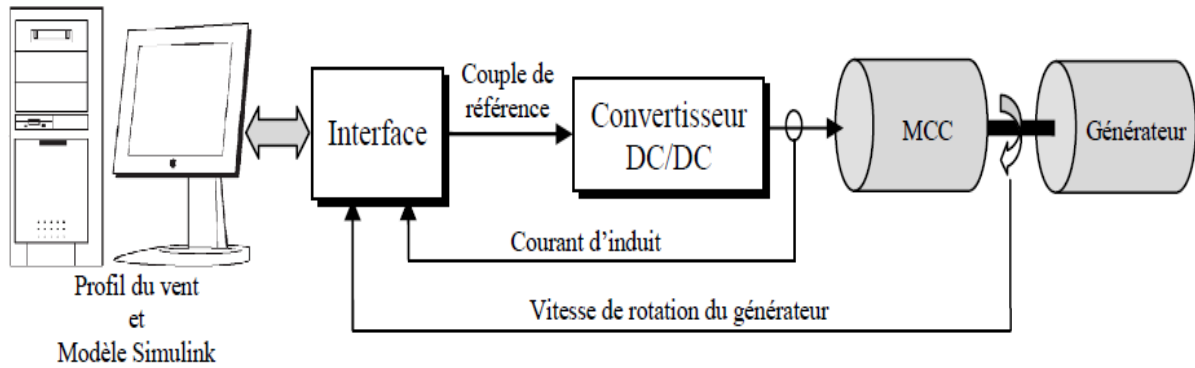 Couple de
référence
Interface
Convertisseur
DC/DC
MCC
Générateur
Courant d'induit
Vitesse de rotation du générateur
Profil du vent
et
Modèle Simulink